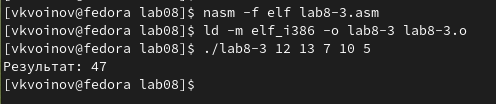 [vkvoinov@fedora lab08]$ nasm -f elf lab8-3.asm
[vkvoinov@fedora lab08]$ ld -m elf_i386 -o lab8-3 lab8-3.o
[vkvoinov@fedora lab08]$ ./lab8-3 12 13 7 10 5
Результат: 47
[vkvoinov@fedora lab08]$